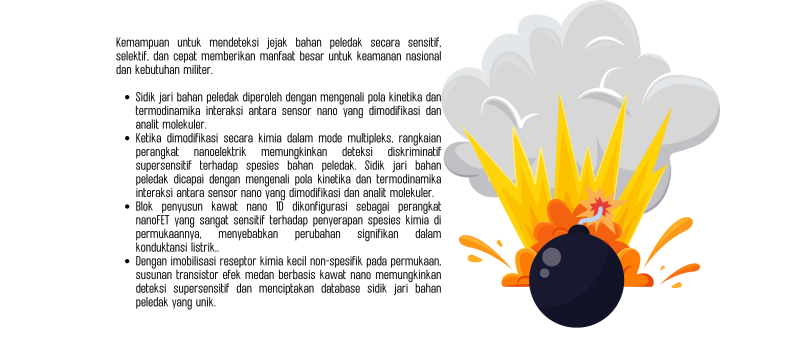 Kemampuan untuk mendeteksi jejak bahan peledak secara sensitif,
selektif, dan cepat memberikan manfaat besar untuk keamanan nasional
dan kebutuhan militer.
• Sidik jari bahan peledak diperoleh dengan mengenali pola kinetika dan
termodinamika interaksi antara sensor nano yang dimodifikasi dan
analit molekuler.
• Ketika dimodifikasi secara kimia dalam mode multipleks, rangkaian
perangkat nanoelektrik memungkinkan deteksi diskriminatif
supersensitif terhadap spesies bahan peledak. Sidik jari bahan
peledak dicapai dengan mengenali pola kinetika dan termodinamika
interaksi antara sensor nano yang dimodifikasi dan analit molekuler.
• Blok penyusun kawat nano 1D dikonfigurasi sebagai perangkat
nanoFET yang sangat sensitif terhadap penyerapan spesies kimia di
permukaannya, menyebabkan perubahan signifikan dalam
konduktansi listrik..
• Dengan imobilisasi reseptor kimia kecil non-spesifik pada permukaan,
susunan transistor efek medan berbasis kawat nano memungkinkan
deteksi supersensitif dan menciptakan database sidik jari bahan
peledak yang unik.